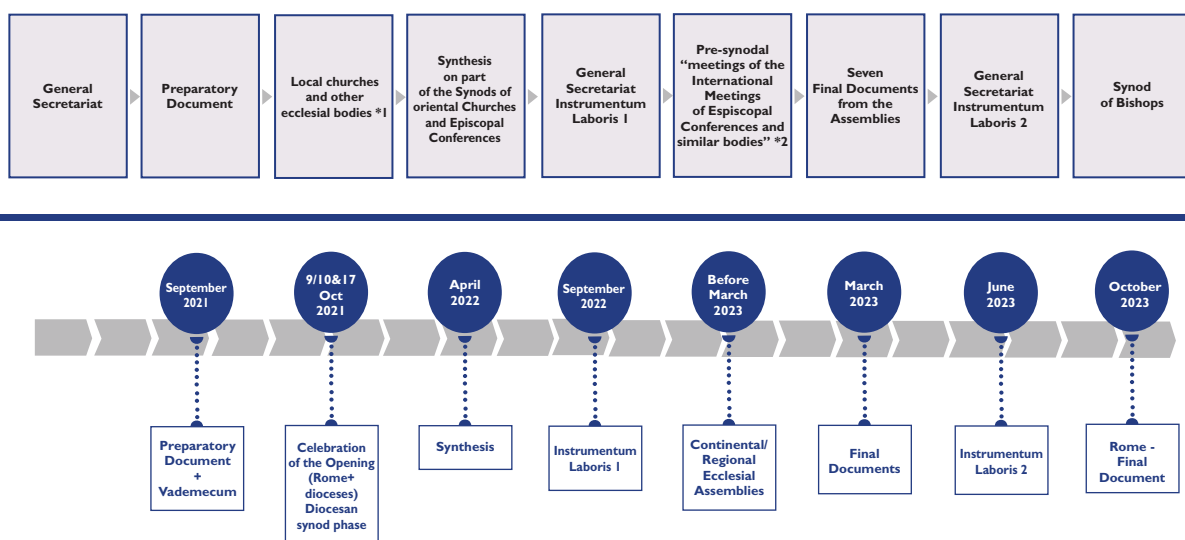 General
Secretariat
Preparatory
Document
Local churches
and other
ecclesial bodies *1
Synthesis
on part
of the Synods of
oriental Churches
and Episcopal
Conferences
General
Secretariat
Instrumentum
Laboris 1
Pre-synodal
“meetings of the
International
Meetings
of Espiscopal
Conferences and
similar bodies” *2
Seven
Final Documents
from the
Assemblies
General
Secretariat
Instrumentum
Laboris 2
Synod
of Bishops
September
2021
9/10&17
Oct
2021
April
2022
September
2022
Before
March
2023
March
2023
June
2023
October
2023
Preparatory
Document
+
Vademecum
Celebration
of the Opening
(Rome+
dioceses)
Diocesan
synod phase
Synthesis
Instrumentum
Laboris 1
Continental/
Regional
Ecclesial
Assemblies
Final
Documents
Instrumentum
Laboris 2
Rome -
Final
Document